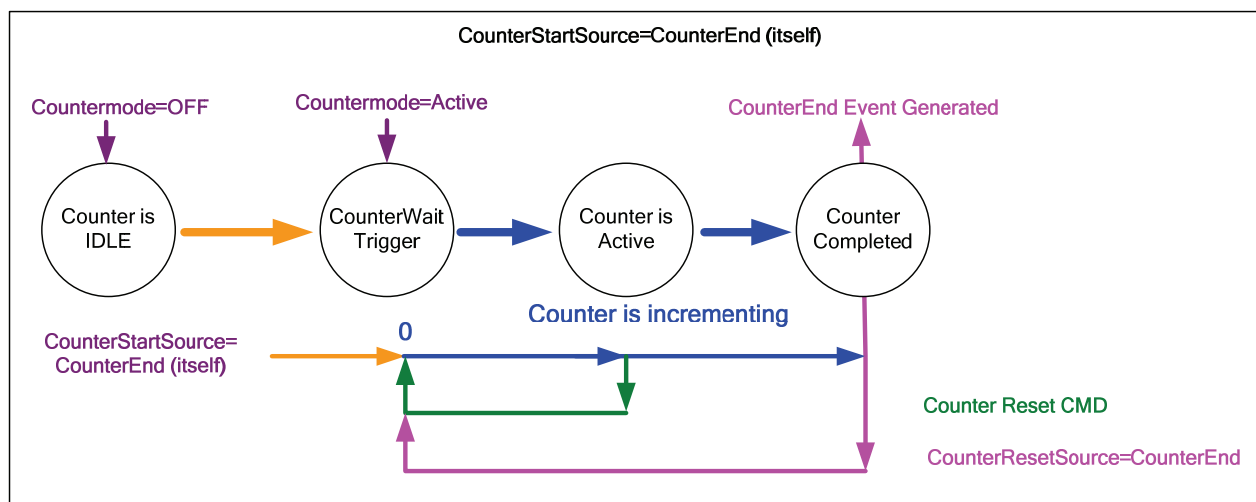 CounterStartSource=CounterEnd (itself)
Countermode=OFF
Countermode=Active
CounterEnd Event Generated
Counter is
IDLE
CounterWait
Trigger
Counter is
Active
Counter
Completed
Counter is incrementing
0
CounterStartSource=
CounterEnd (itself)
Counter Reset CMD
CounterResetSource=CounterEnd